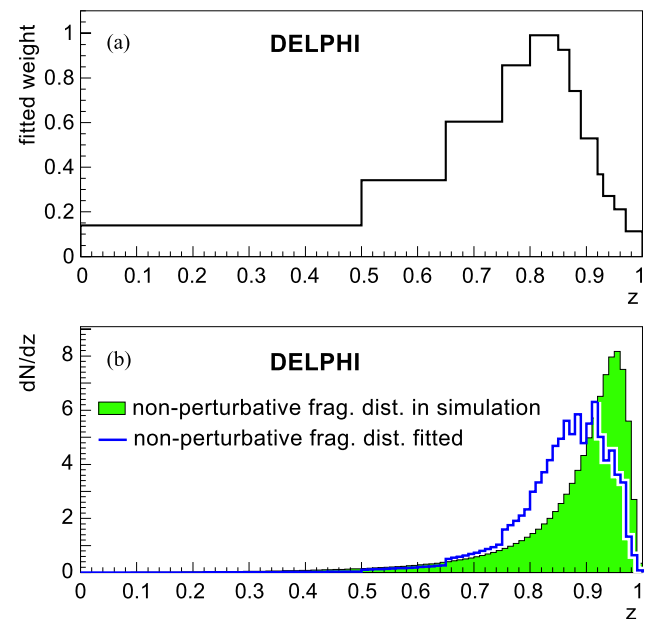 (a)
DELPHI
fitted weight
1
0.8
0.6
0.4
0.2
0
0 0.1 0.2 0.3 0.4 0.5 0.6 0.7 0.8 0.9 1
z
(b)
DELPHI
dN/dz
8
6
4
2
0
non-perturbative frag. dist. in simulation
non-perturbative frag. dist. fitted
0 0.1 0.2 0.3 0.4 0.5 0.6 0.7 0.8 0.9 1
z